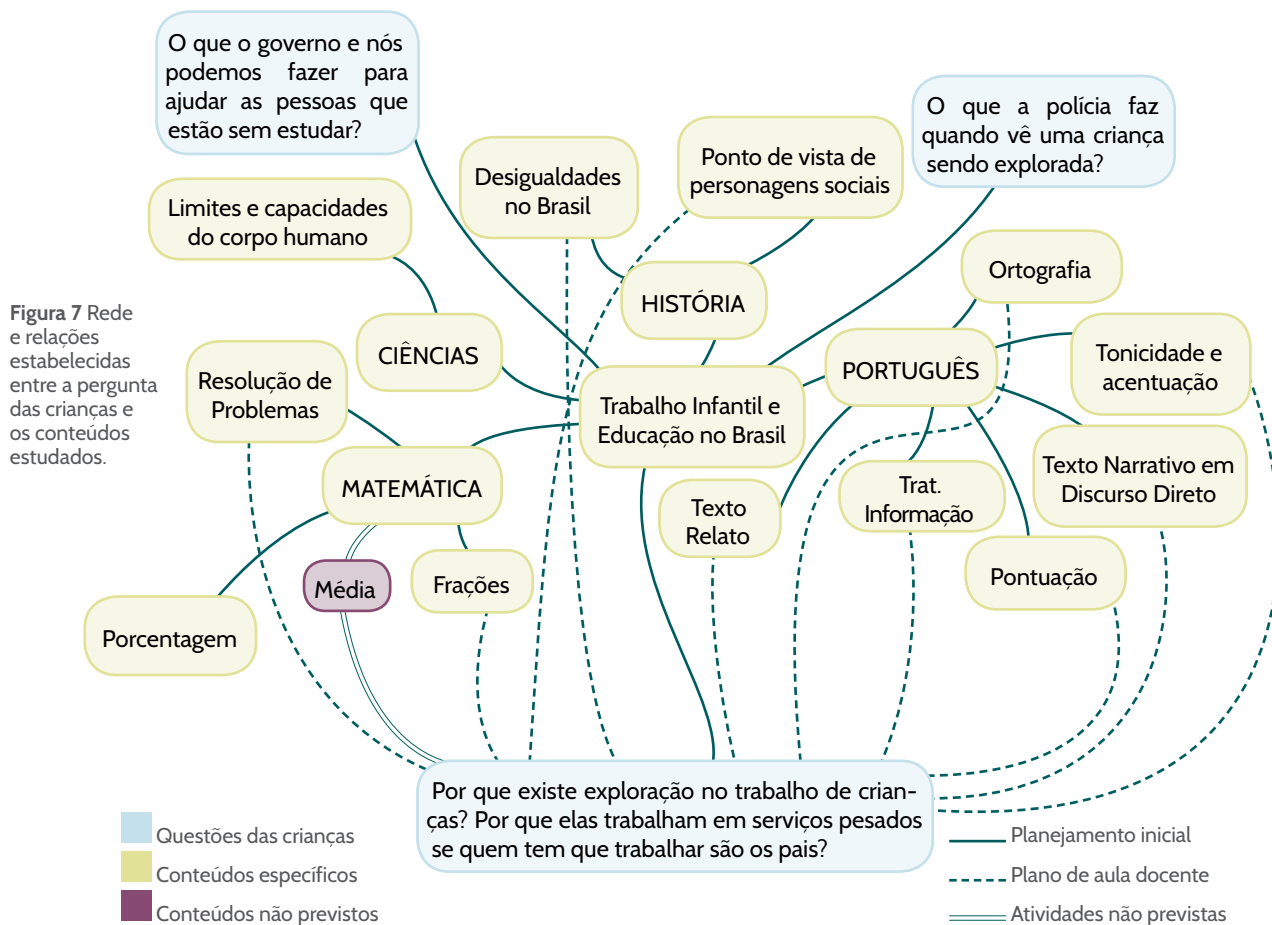 O que o governo e nós
podemos fazer para
ajudar as pessoas que
estão sem estudar?
O que a polícia faz
quando vê uma criança
sendo explorada?
Desigualdades
no Brasil
Ponto de vista de
personagens sociais
Limites e capacidades
do corpo humano
Ortografia
HISTÓRIA
Figura 7 Rede
e relações
estabelecidas
entre a pergunta
das crianças e
os conteúdos
estudados.
CIÊNCIAS
PORTUGUÊS
Tonicidade e
acentuação
Resolução de
Problemas
Trabalho Infantil e
Educação no Brasil
Texto Narrativo em
Discurso Direto
MATEMÁTICA
Texto
Relato
Trat.
Informação
Média
Frações
Pontuação
Porcentagem
Por que existe exploração no trabalho de crian-
ças? Por que elas trabalham em serviços pesados
se quem tem que trabalhar são os pais?
Questões das crianças
Conteúdos específicos
Conteúdos não previstos
Planejamento inicial
Plano de aula docente
Atividades não previstas